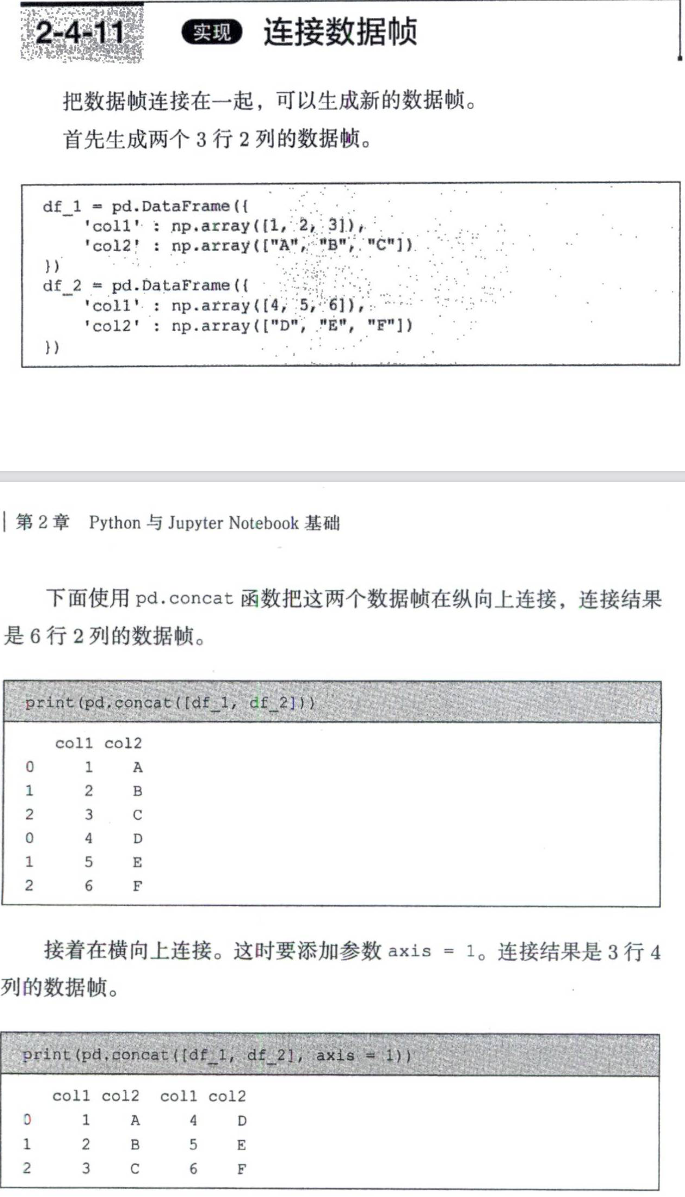 2-4-11 实现 连接数据帧
把数据帧连接在一起，可以生成新的数据帧。
首先生成两个 3 行 2 列的数据帧。
df_1 = pd.DataFrame({
'col1' : np.array([1, 2, 3]),
'col2' : np.array(["A", "B", "C"])
})
df_2 = pd.DataFrame({
'col1' : np.array([4, 5, 6]),
'col2' : np.array(["D", "E", "F"])
})
第 2 章 Python 与 Jupyter Notebook 基础
下面使用 pd.concat 函数把这两个数据帧在纵向上连接，连接结果
是 6 行 2 列的数据帧。
print(pd.concat([df_1, df_2]))
col1 col2
0 1 A
1 2 B
2 3 C
0 4 D
1 5 E
2 6 F
接着在横向上连接。这时要添加参数 axis = 1。连接结果是 3 行 4
列的数据帧。
print(pd.concat([df_1, df_2], axis = 1))
col1 col2 col1 col2
0 1 A 4 D
1 2 B 5 E
2 3 C 6 F